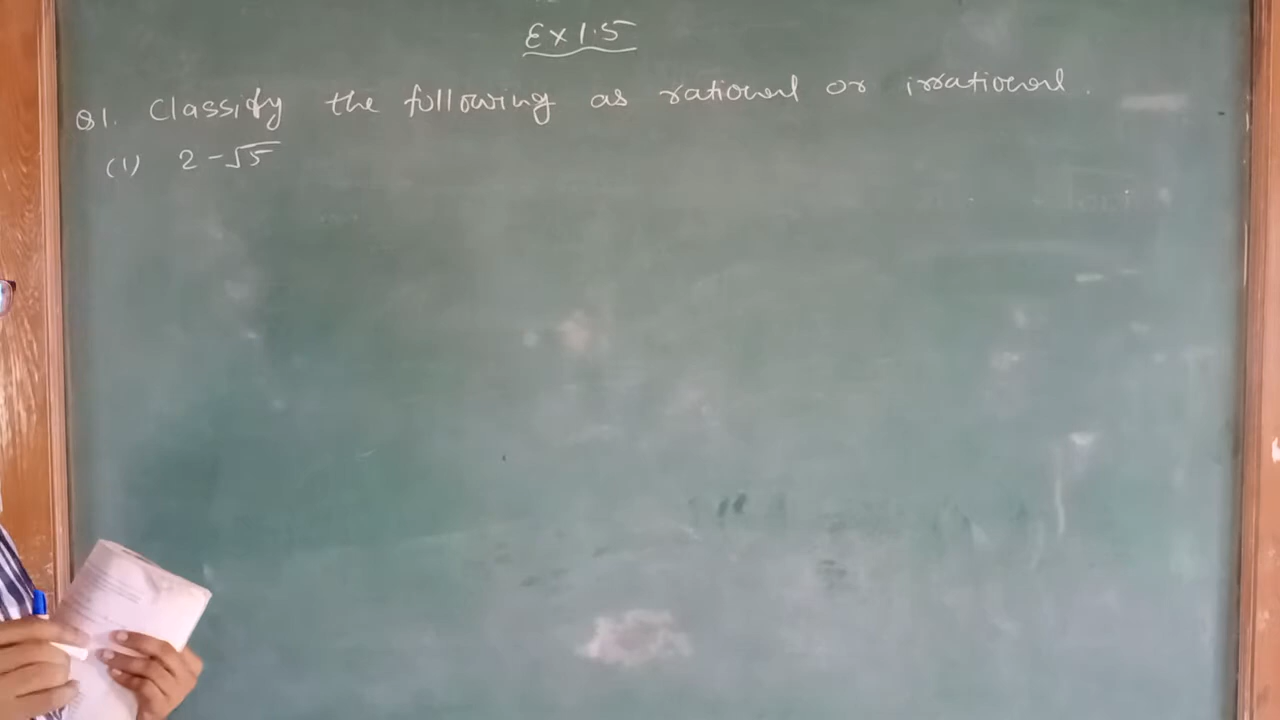 Ex 1.5
Q1. Classify the following as rational or irrational.
(1) 2-√5